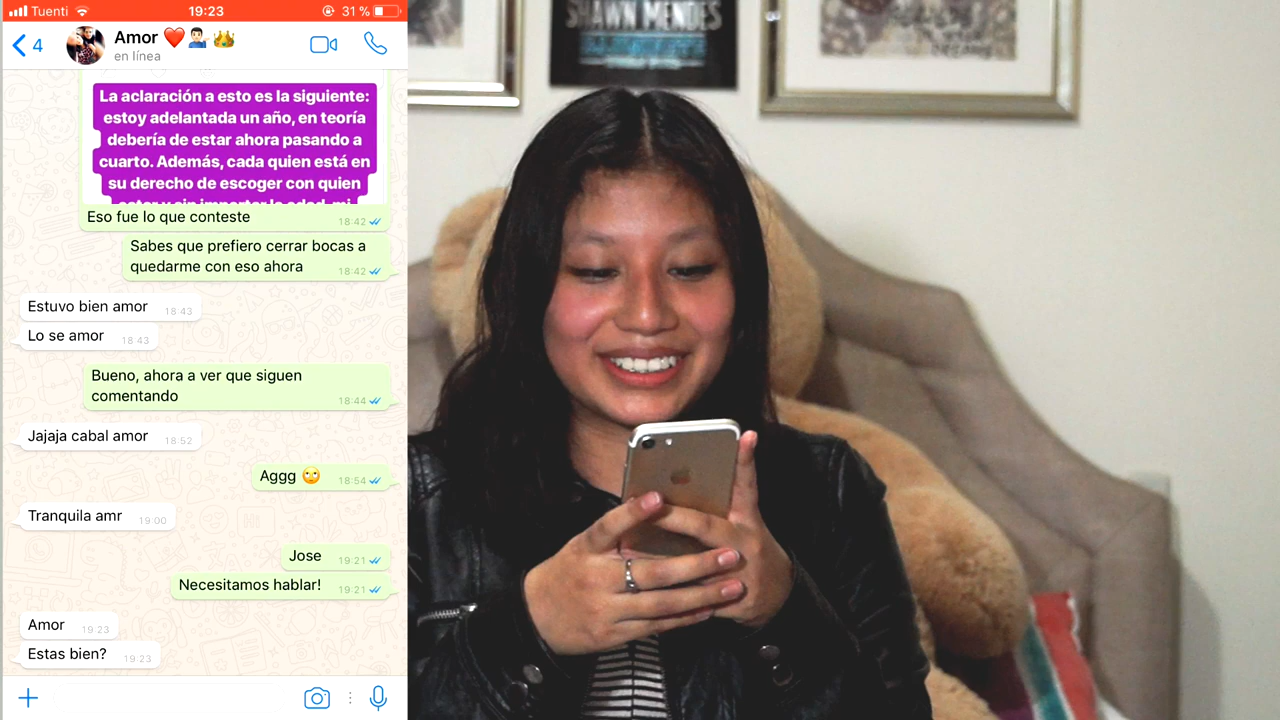 Tuenti
19:23
31 %
4
Amor ❤️🤷🏻‍♂️👑
en línea
La aclaración a esto es la siguiente:
estoy adelantada un año, en teoría
debería de estar ahora pasando a
cuarto. Además, cada quien está en
su derecho de escoger con quien
Eso fue lo que conteste
18:42
Sabes que prefiero cerrar bocas a
quedarme con eso ahora
18:42
Estuvo bien amor
18:43
Lo se amor
18:43
Bueno, ahora a ver que siguen
comentando
18:44
Jajaja cabal amor
18:52
Aggg 🙄
18:54
Tranquila amr
19:00
Jose
19:21
Necesitamos hablar!
19:21
Amor
19:23
Estas bien?
19:23
SHAWN MENDES